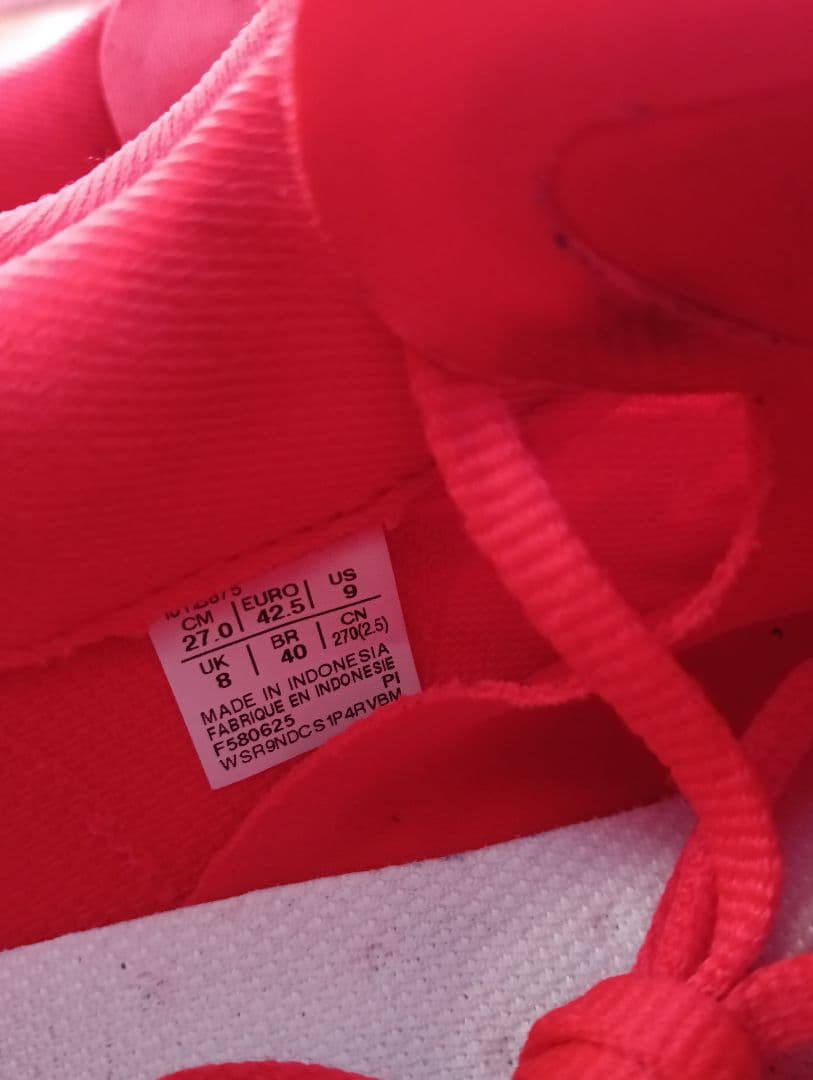 CM | EURO | US
27.0 | 42.5 | 9
UK | BR | CN
8 | 40 | 270(2.5)
MADE IN INDONESIA
FABRIQUE EN INDONESIE
F580625 PI
WSR9NDCS1P4RVBM